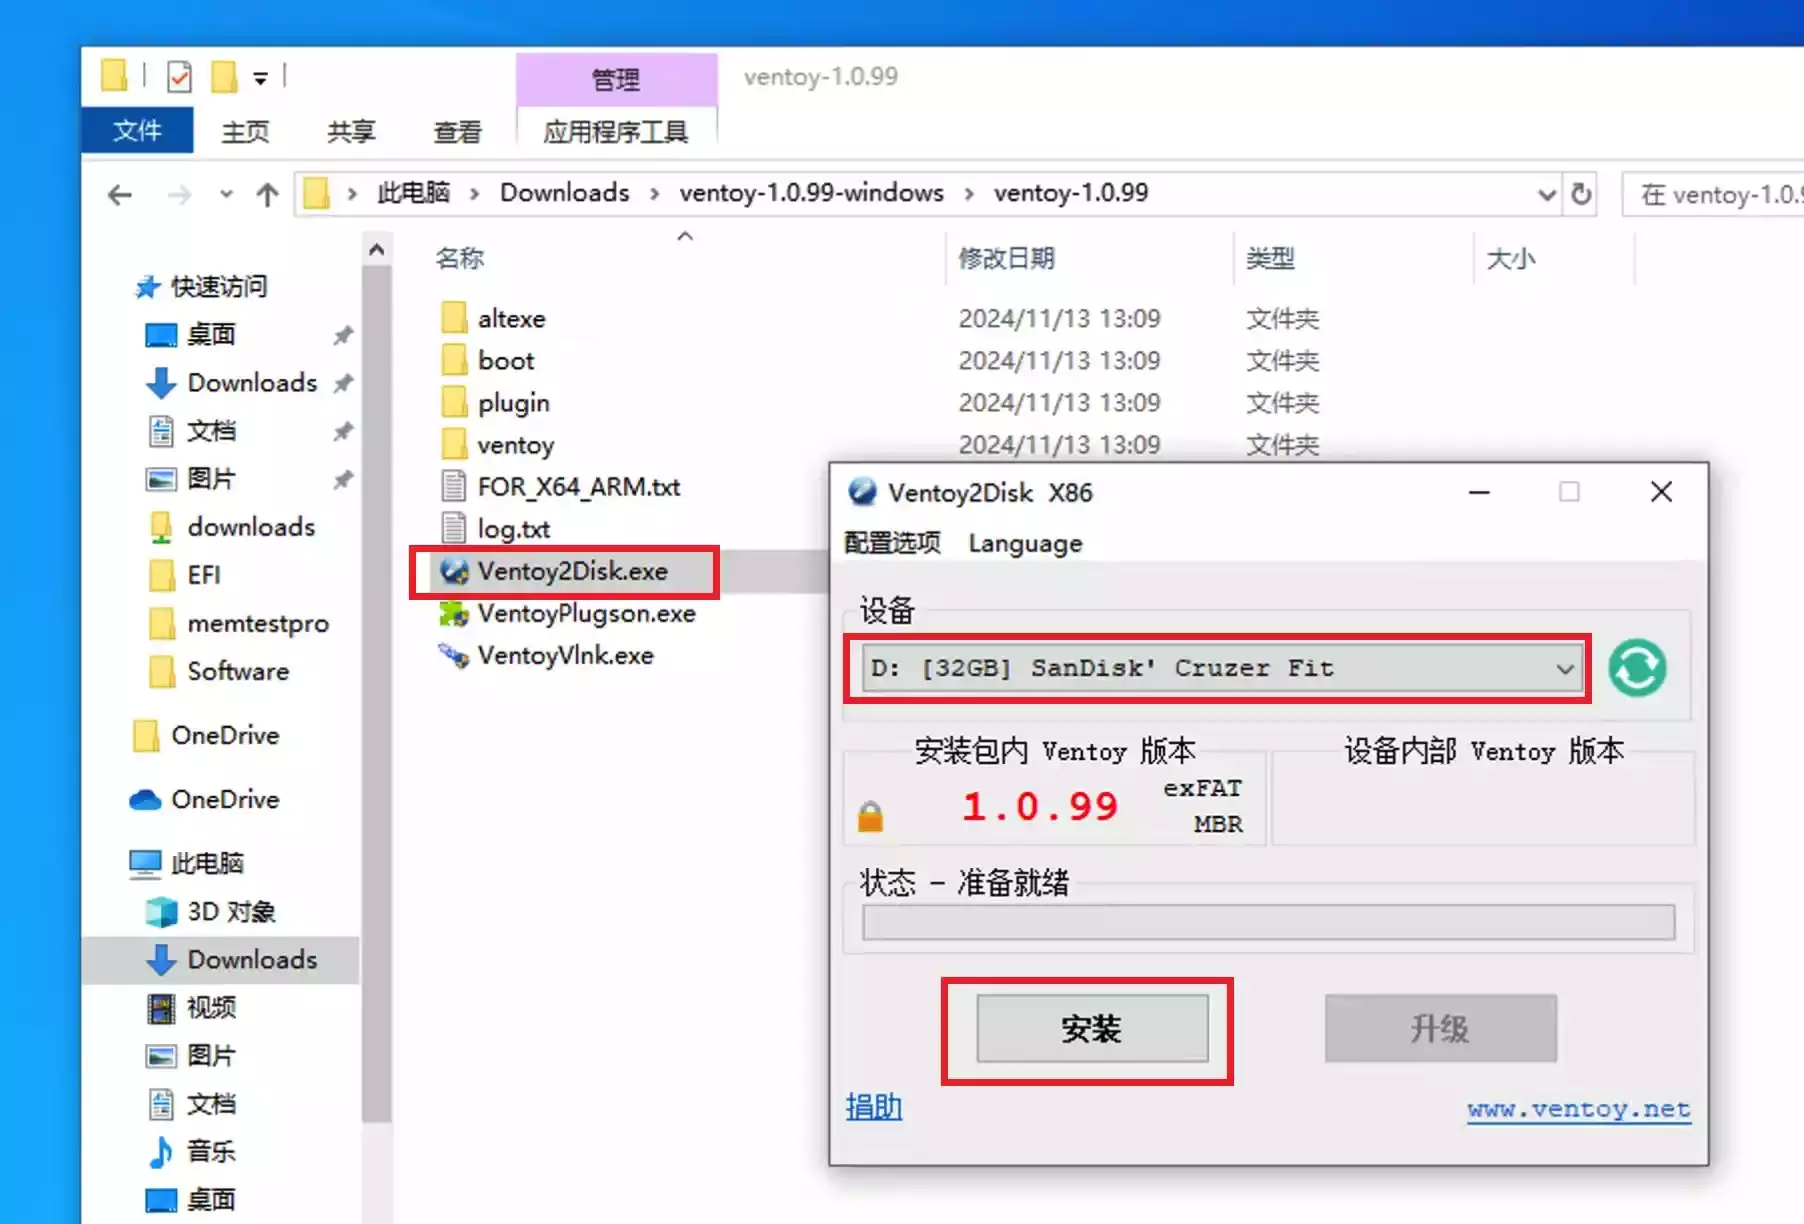 管理
ventoy-1.0.99
文件
主页
共享
查看
应用程序工具
此电脑 › Downloads › ventoy-1.0.99-windows › ventoy-1.0.99
在 ventoy-1.0.9
名称
修改日期
类型
大小
快速访问
桌面
Downloads
文档
图片
downloads
EFI
memtestpro
Software
OneDrive
OneDrive
此电脑
3D 对象
Downloads
视频
图片
文档
音乐
桌面
altexe 2024/11/13 13:09 文件夹
boot 2024/11/13 13:09 文件夹
plugin 2024/11/13 13:09 文件夹
ventoy 2024/11/13 13:09 文件夹
FOR_X64_ARM.txt
log.txt
Ventoy2Disk.exe
VentoyPlugson.exe
VentoyVlnk.exe
Ventoy2Disk X86
配置选项 Language
设备
D: [32GB] SanDisk' Cruzer Fit
安装包内 Ventoy 版本
设备内部 Ventoy 版本
1.0.99
exFAT
MBR
状态 - 准备就绪
安装
升级
捐助
www.ventoy.net